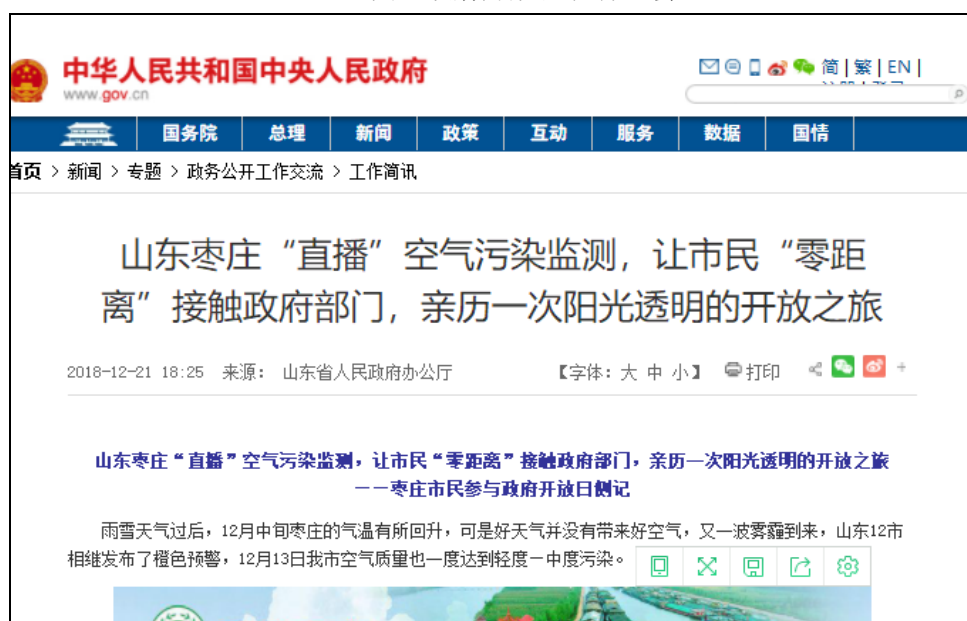 中华人民共和国中央人民政府
www.gov.cn
简 | 繁 | EN |
国务院 总理 新闻 政策 互动 服务 数据 国情
首页 > 新闻 > 专题 > 政务公开工作交流 > 工作简讯
山东枣庄“直播”空气污染监测，让市民“零距
离”接触政府部门，亲历一次阳光透明的开放之旅
2018-12-21 18:25 来源： 山东省人民政府办公厅 【字体：大 中 小】 打印
山东枣庄“直播”空气污染监测，让市民“零距离”接触政府部门，亲历一次阳光透明的开放之旅
——枣庄市民参与政府开放日侧记
雨雪天气过后，12月中旬枣庄的气温有所回升，可是好天气并没有带来好空气，又一波雾霾到来，山东12市
相继发布了橙色预警，12月13日我市空气质量也一度达到轻度－中度污染。